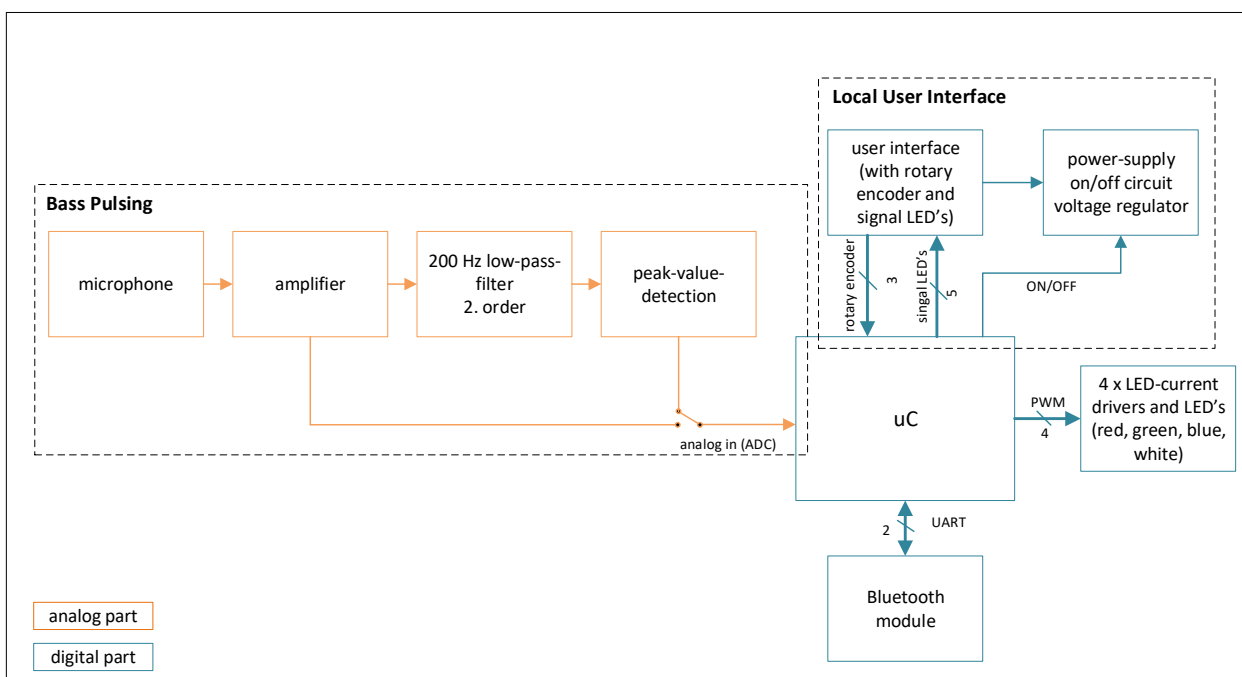 Local User Interface
user interface
(with rotary
encoder and
signal LED's)
power-supply
on/off circuit
voltage regulator
Bass Pulsing
microphone
amplifier
200 Hz low-pass-
filter
2. order
peak-value-
detection
rotary encoder
3
singal LED's
5
ON/OFF
uC
analog in (ADC)
PWM
4
4 x LED-current
drivers and LED's
(red, green, blue,
white)
2
UART
Bluetooth
module
analog part
digital part